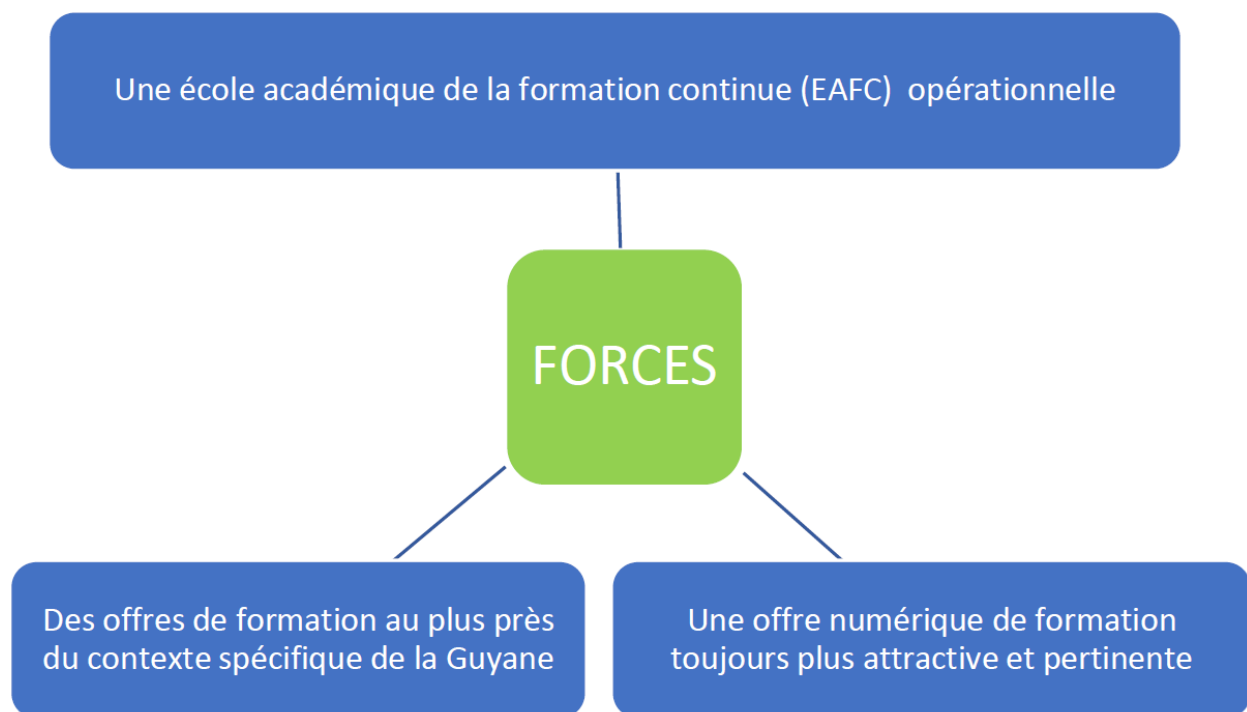 Une école académique de la formation continue (EAFC)  opérationnelle
FORCES
Des offres de formation au plus près
du contexte spécifique de la Guyane
Une offre numérique de formation
toujours plus attractive et pertinente